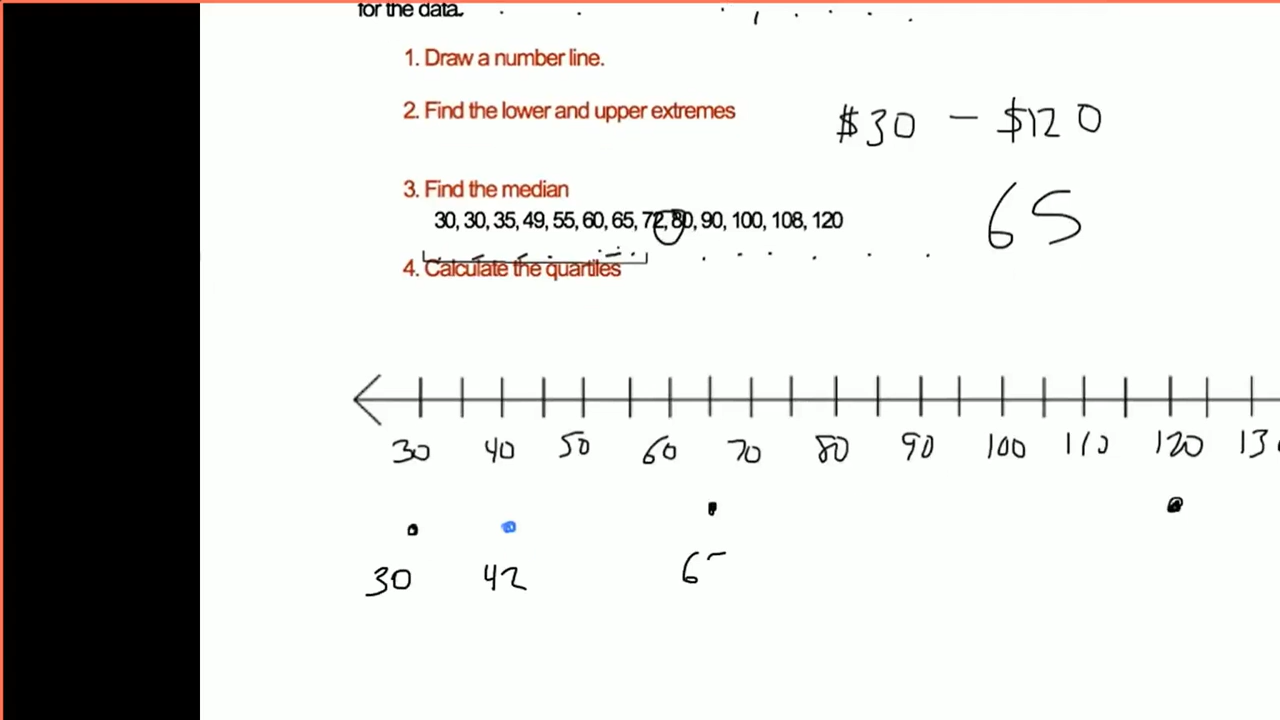 for the data.
1. Draw a number line.
2. Find the lower and upper extremes
$30 - $120
3. Find the median
30, 30, 35, 49, 55, 60, 65, 72, 80, 90, 100, 108, 120
65
4. Calculate the quartiles
30 40 50 60 70 80 90 100 110 120 130
30 42 65